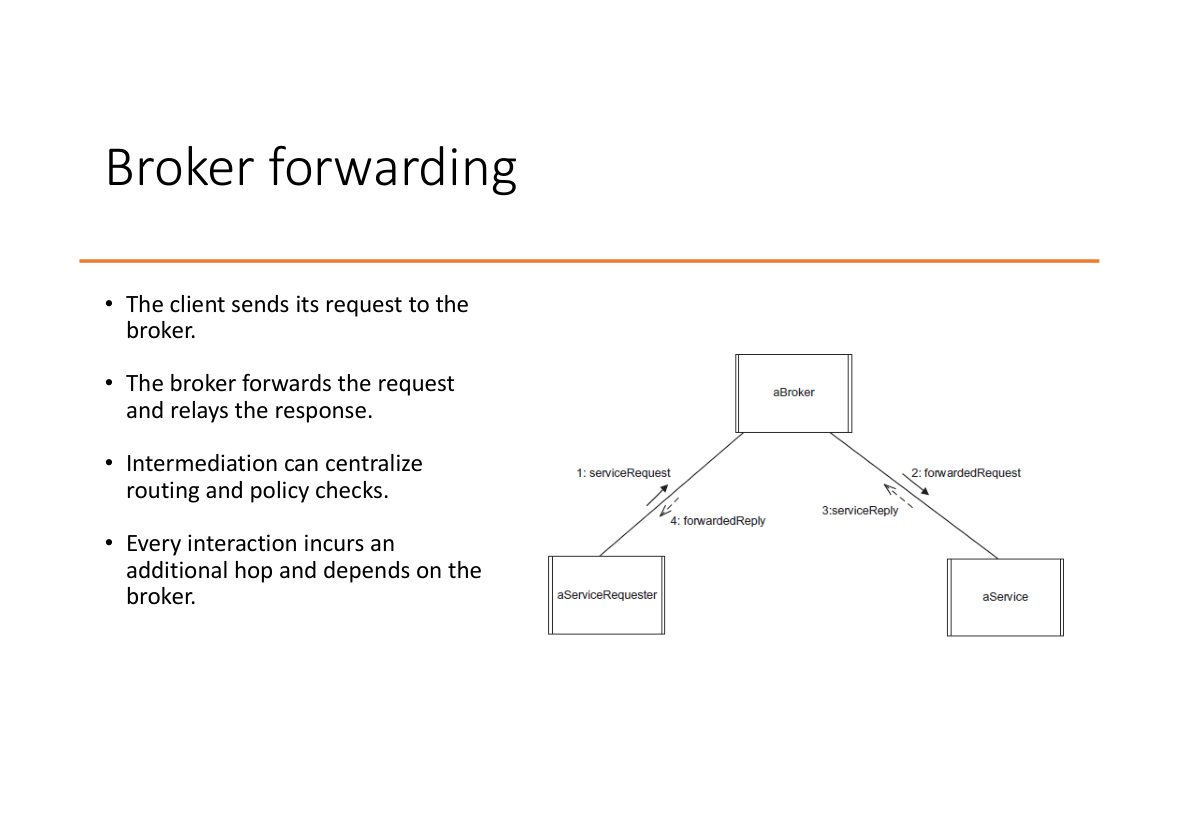 Broker forwarding
• The client sends its request to the
broker.
• The broker forwards the request
and relays the response.
• Intermediation can centralize
routing and policy checks.
• Every interaction incurs an
additional hop and depends on the
broker.
aBroker
1: serviceRequest
2: forwardedRequest
3:serviceReply
4: forwardedReply
aServiceRequester
aService